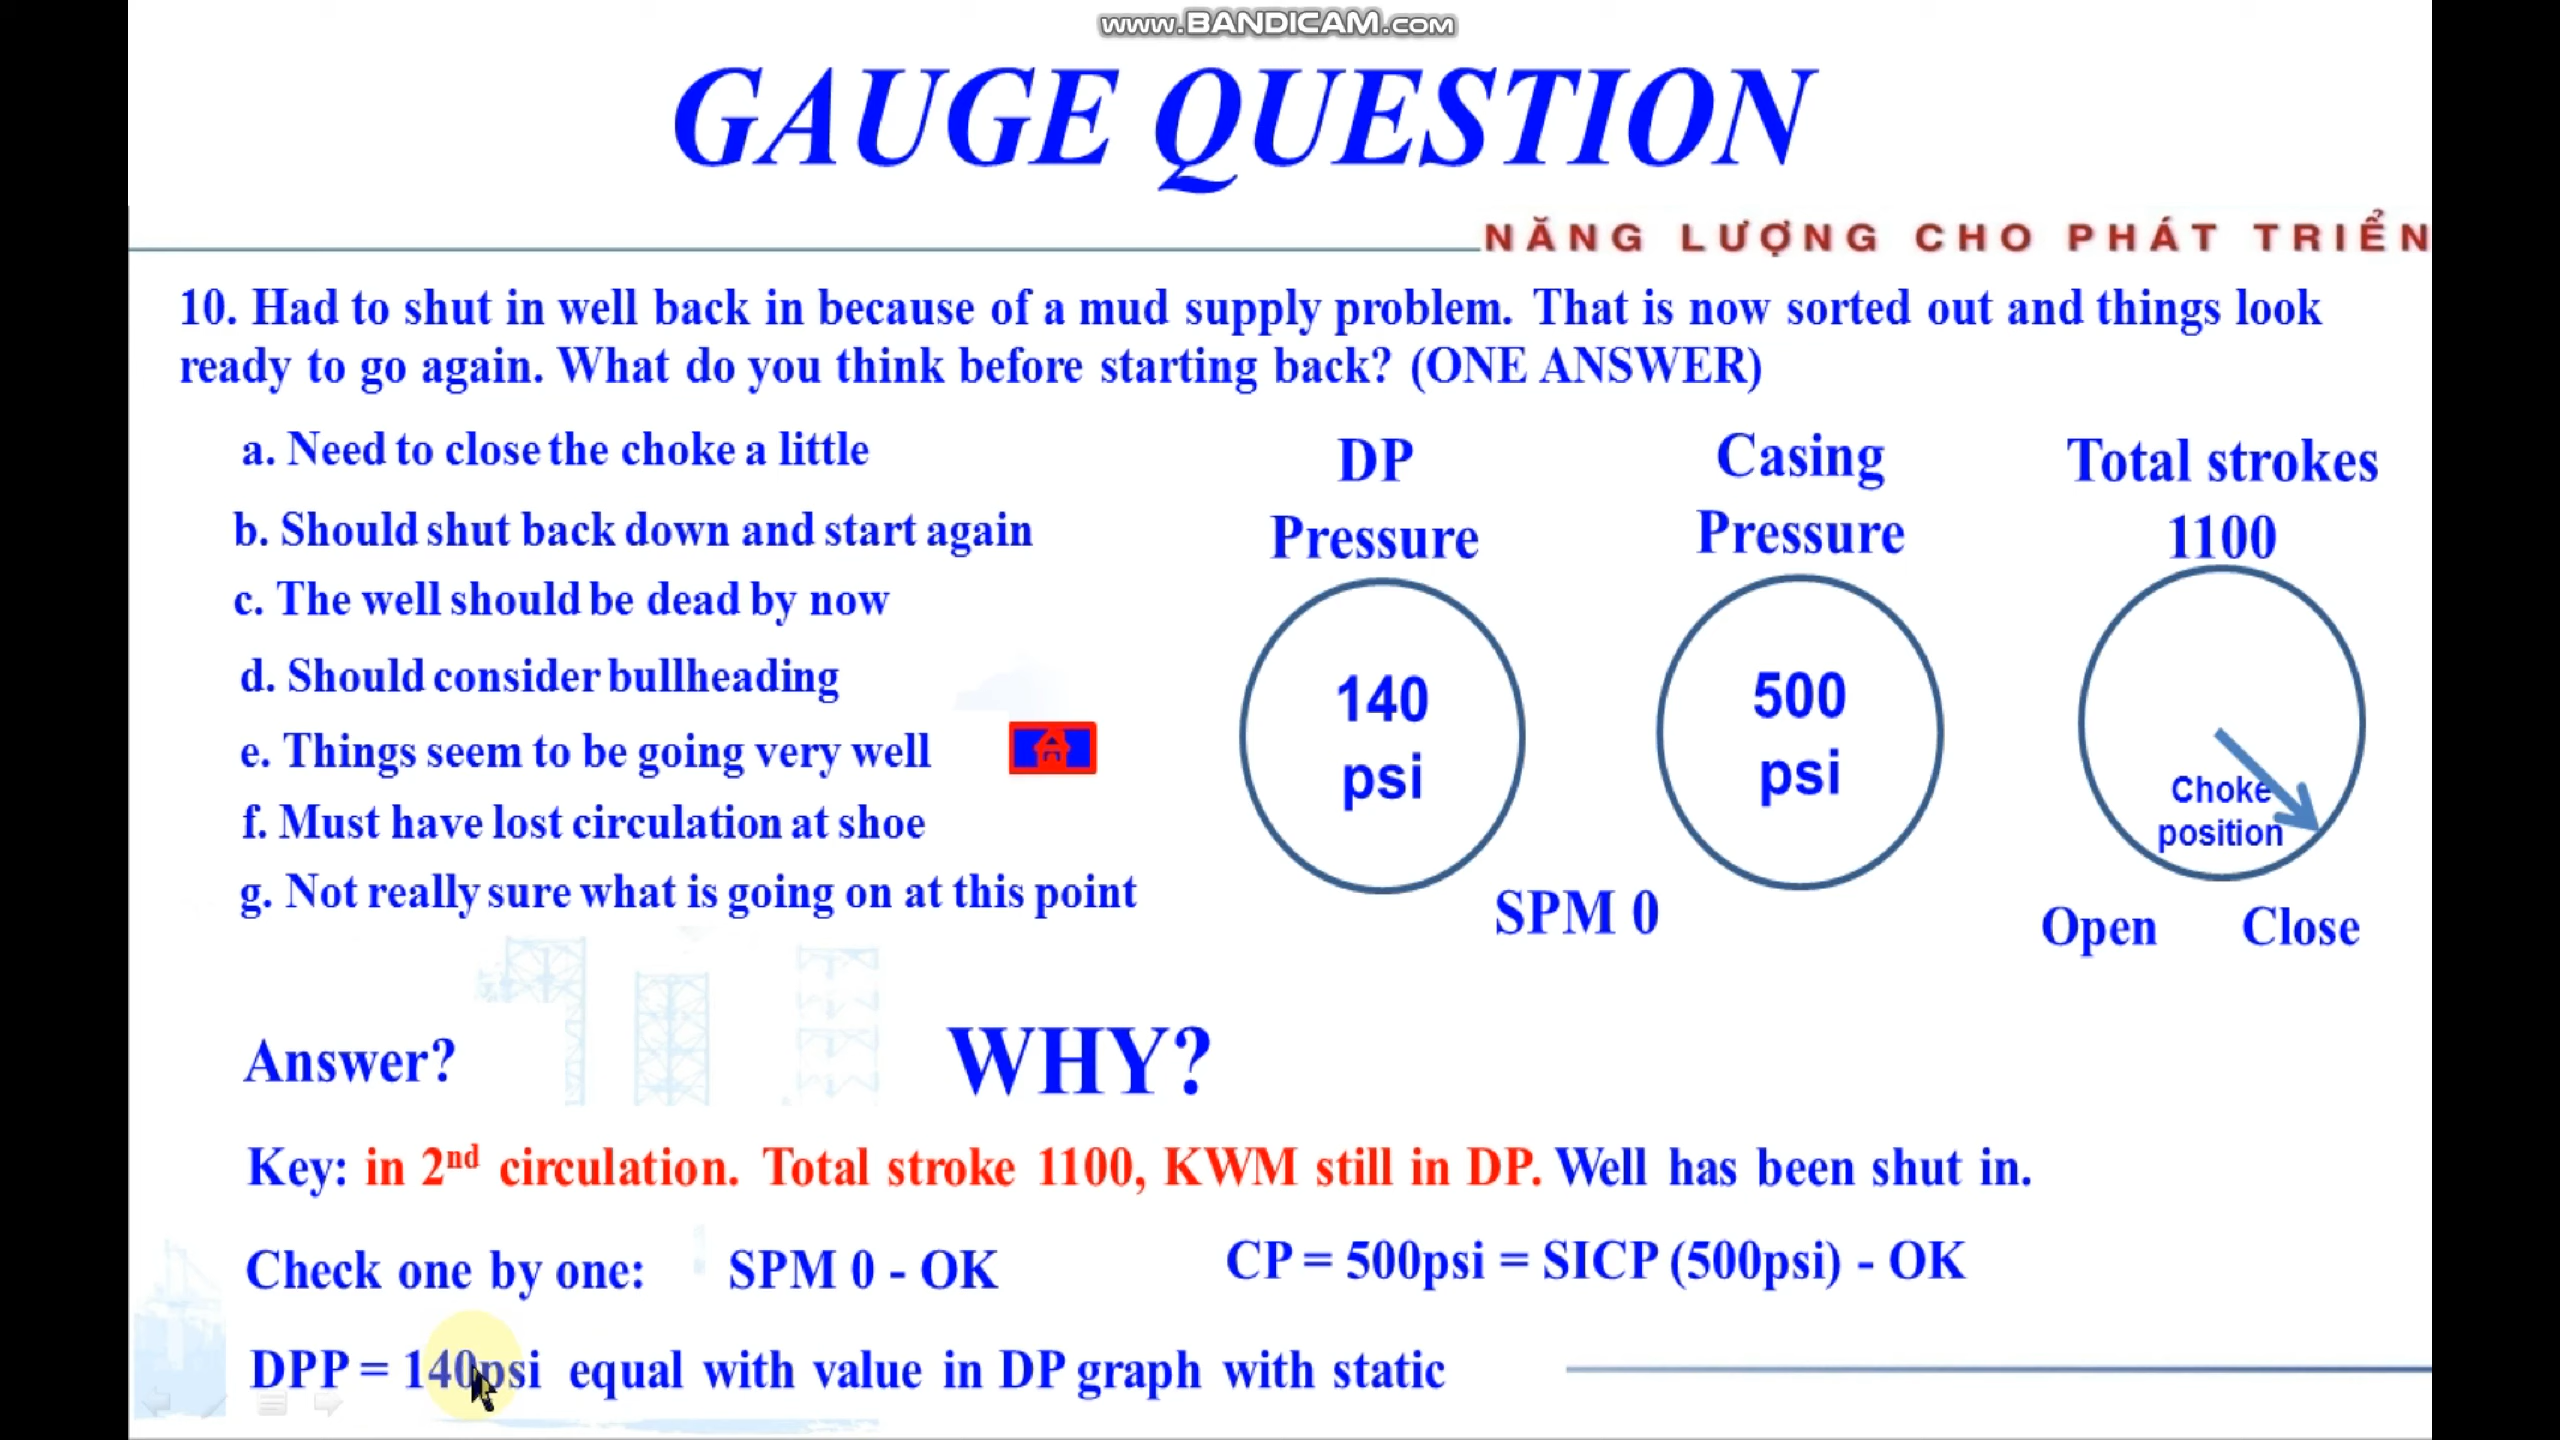 www.BANDICAM.com
GAUGE QUESTION
NĂNG LƯỢNG CHO PHÁT TRIỂN
10. Had to shut in well back in because of a mud supply problem. That is now sorted out and things look
ready to go again. What do you think before starting back? (ONE ANSWER)
a. Need to close the choke a little
b. Should shut back down and start again
c. The well should be dead by now
d. Should consider bullheading
e. Things seem to be going very well
f. Must have lost circulation at shoe
g. Not really sure what is going on at this point
DP
Pressure
140
psi
Casing
Pressure
500
psi
SPM 0
Total strokes
1100
Choke
position
Open Close
Answer?
WHY?
Key: in 2nd circulation. Total stroke 1100, KWM still in DP. Well has been shut in.
Check one by one: SPM 0 - OK CP = 500psi = SICP (500psi) - OK
DPP = 140psi equal with value in DP graph with static